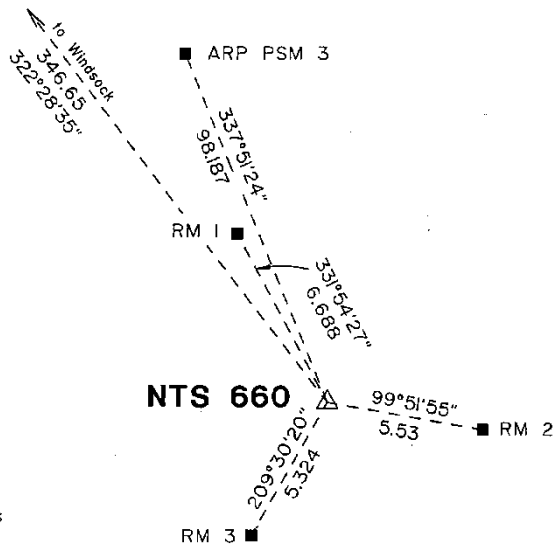 to Windsock
346.65
322°28'35"
ARP PSM 3
337°51'24"
98.187
RM 1
331°54'27"
6.688
NTS 660
99°51'55"
5.53
RM 2
209°30'20"
5.324
RM 3